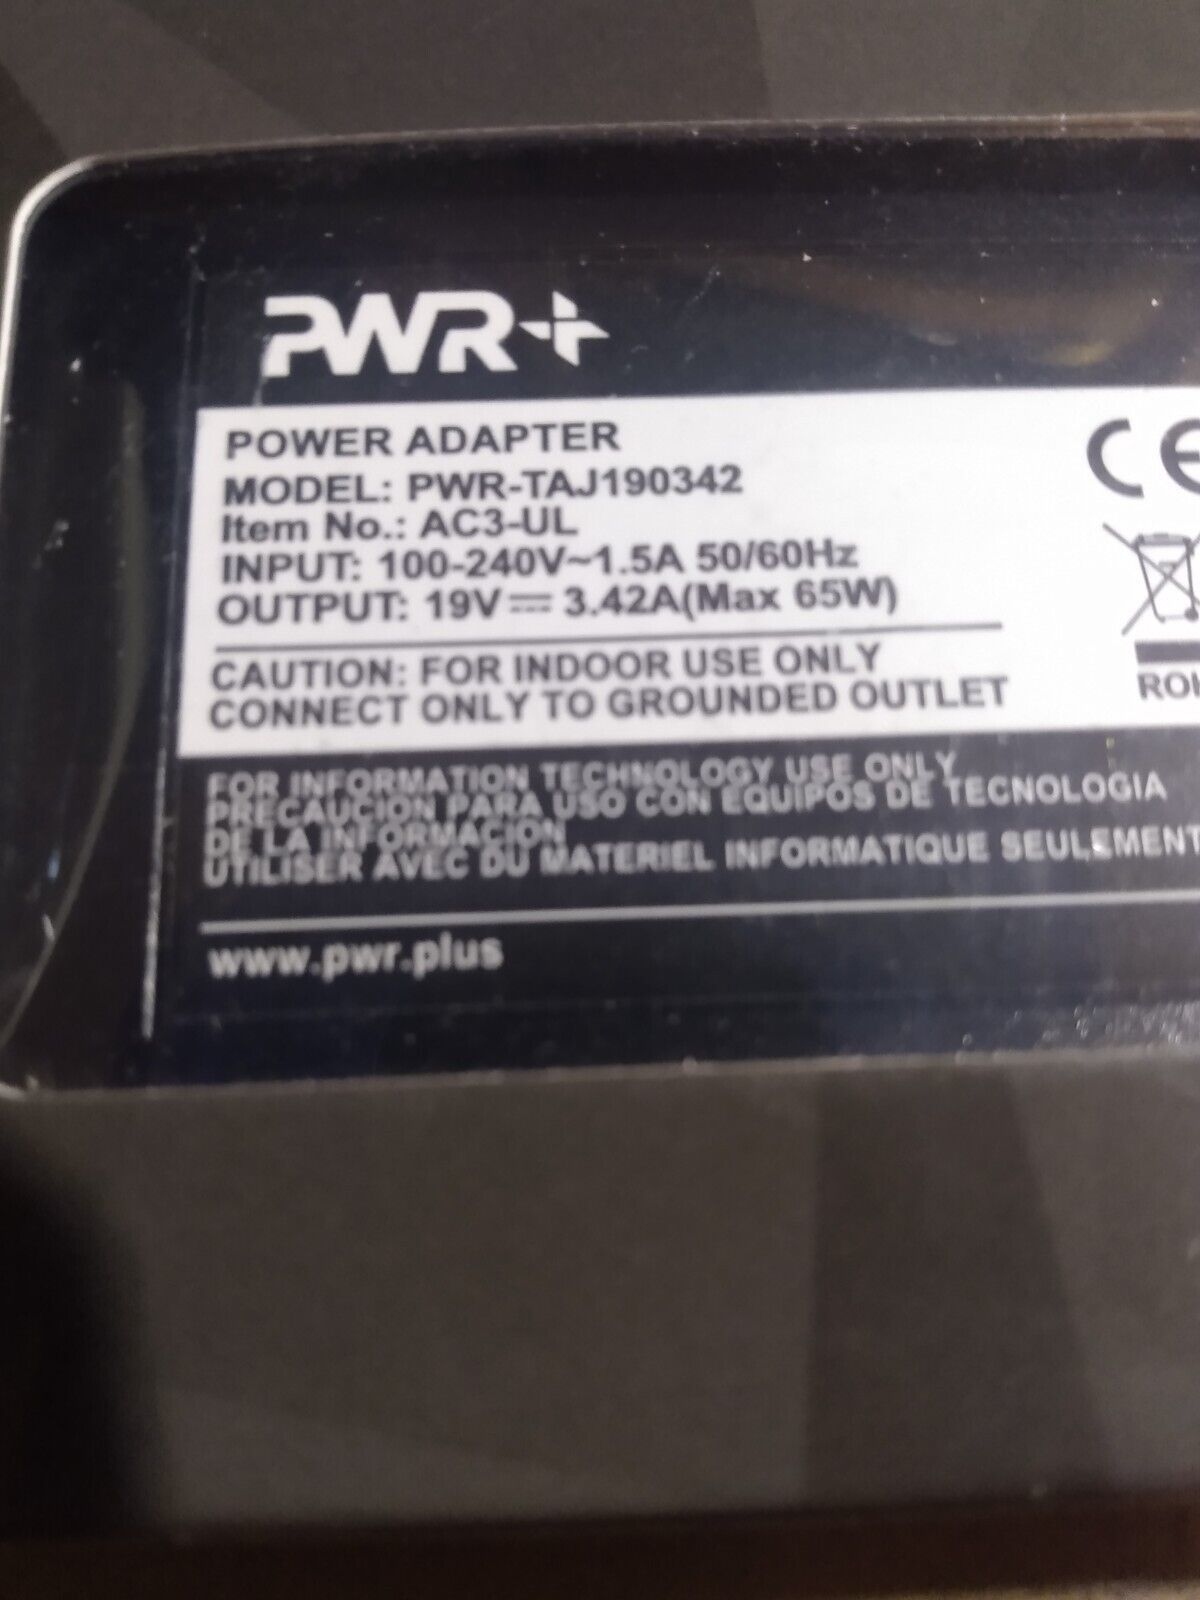 PWR+
POWER ADAPTER
MODEL: PWR-TAJ190342
Item No.: AC3-UL
INPUT: 100-240V~1.5A 50/60Hz
OUTPUT: 19V⎓3.42A(Max 65W)
CAUTION: FOR INDOOR USE ONLY
CONNECT ONLY TO GROUNDED OUTLET
CE
ROH
FOR INFORMATION TECHNOLOGY USE ONLY
PRECAUCION PARA USO CON EQUIPOS DE TECNOLOGIA
DE LA INFORMACION
UTILISER AVEC DU MATERIEL INFORMATIQUE SEULEMENT
www.pwr.plus